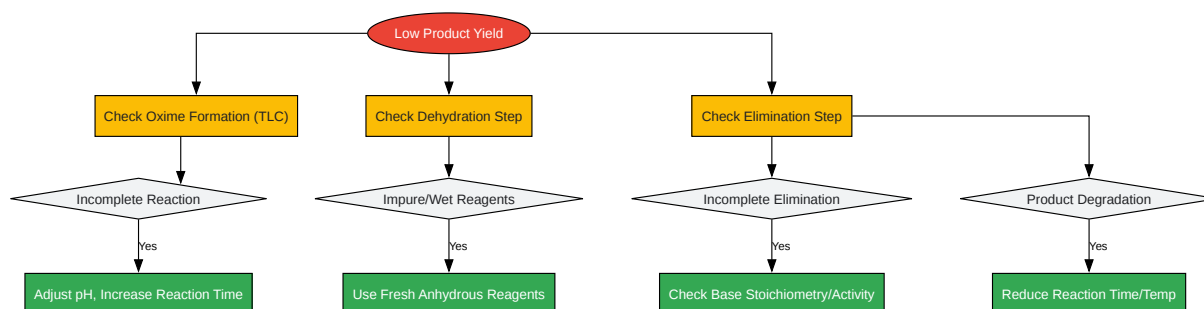 Low Product Yield
Check Oxime Formation (TLC)
Check Dehydration Step
Check Elimination Step
Incomplete Reaction
Impure/Wet Reagents
Incomplete Elimination
Product Degradation
Yes
Yes
Yes
Yes
Adjust pH, Increase Reaction Time
Use Fresh Anhydrous Reagents
Check Base Stoichiometry/Activity
Reduce Reaction Time/Temp